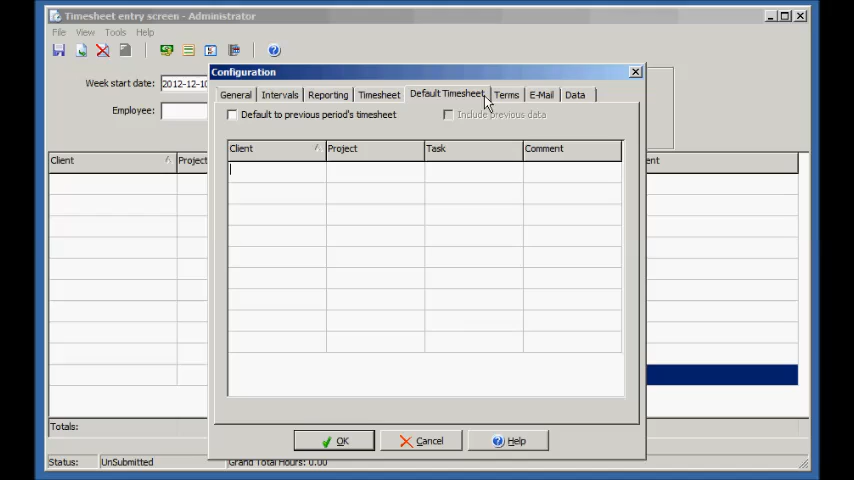 Timesheet entry screen - Administrator
File View Tools Help
Week start date: 2012-12-10
Employee:
Client Project ent
Configuration
General Intervals Reporting Timesheet Default Timesheet Terms E-Mail Data
Default to previous period's timesheet Include previous data
Client Project Task Comment
OK Cancel Help
Totals:
Status: UnSubmitted Grand Total Hours: 0.00